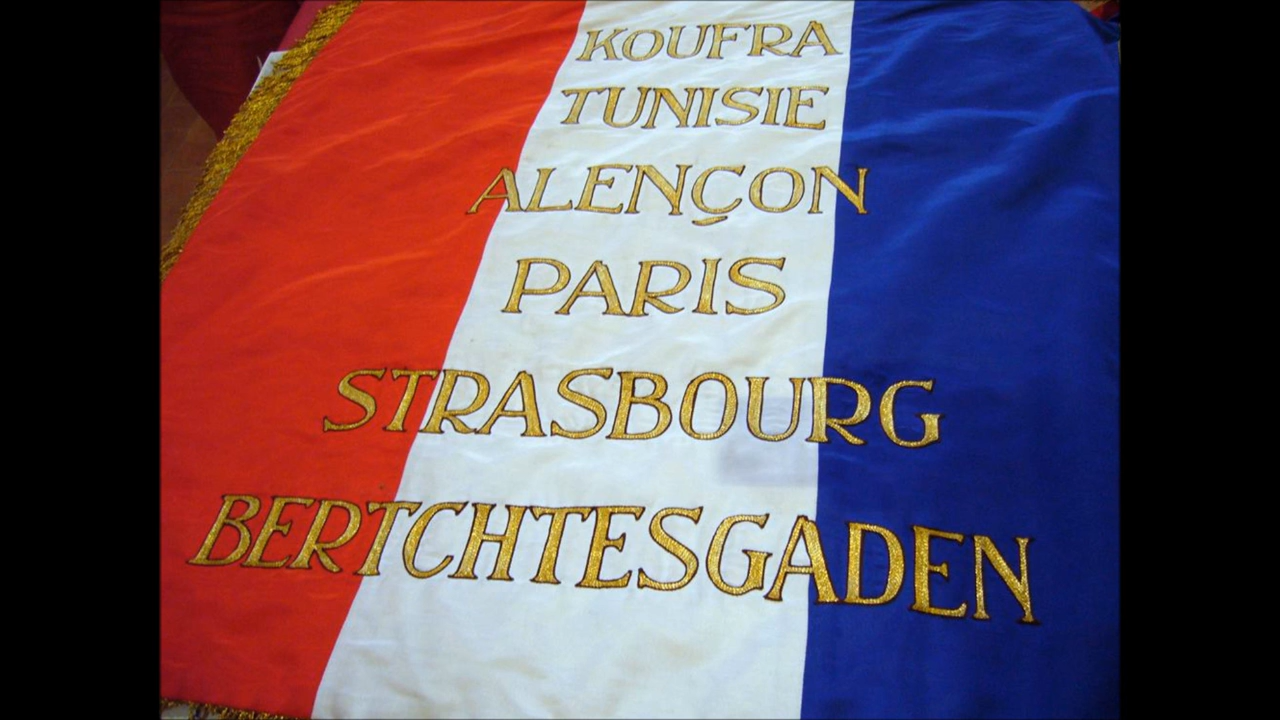 KOUFRA
TUNISIE
ALENÇON
PARIS
STRASBOURG
BERTCHTESGADEN